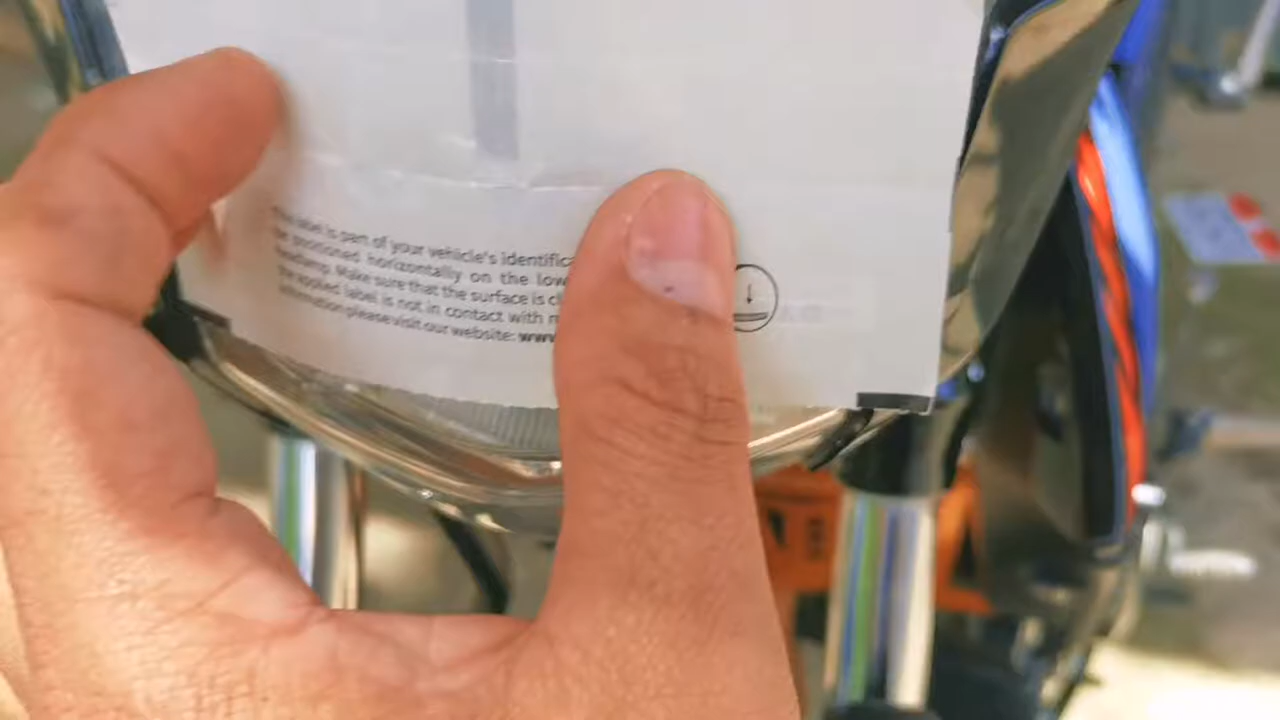 label is part of your vehicle's identific
be positioned horizontally on the low
headlamp. Make sure that the surface is cl
the applied label is not in contact with m
information please visit our website: www